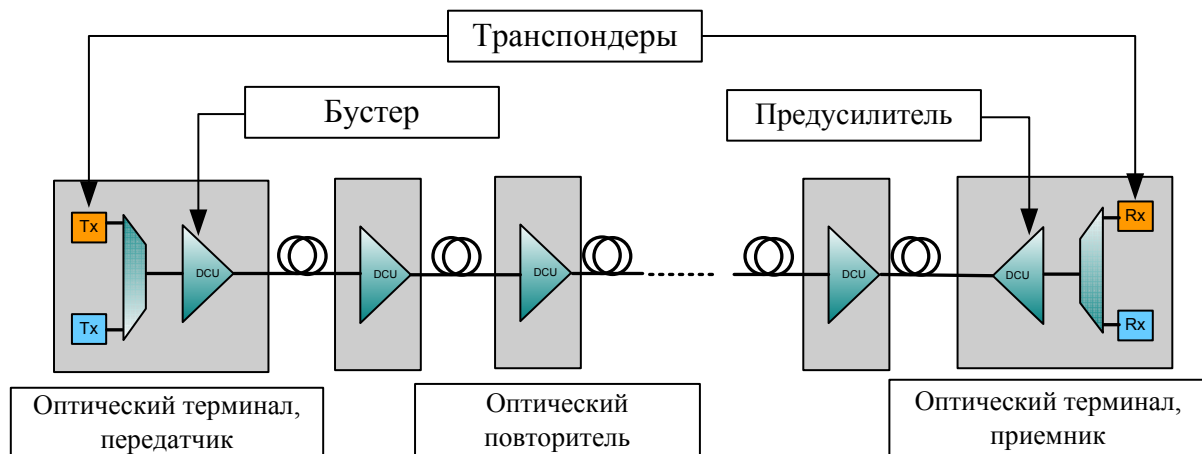 Транспондеры
Бустер
Предусилитель
Tx
Rx
DCU
DCU
DCU
DCU
DCU
Tx
Rx
Оптический терминал,
передатчик
Оптический
повторитель
Оптический терминал,
приемник